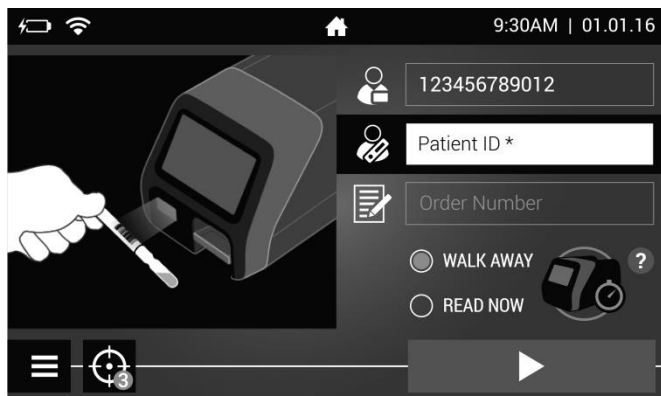 9:30AM | 01.01.16
123456789012
Patient ID *
Order Number
WALK AWAY
?
READ NOW
3